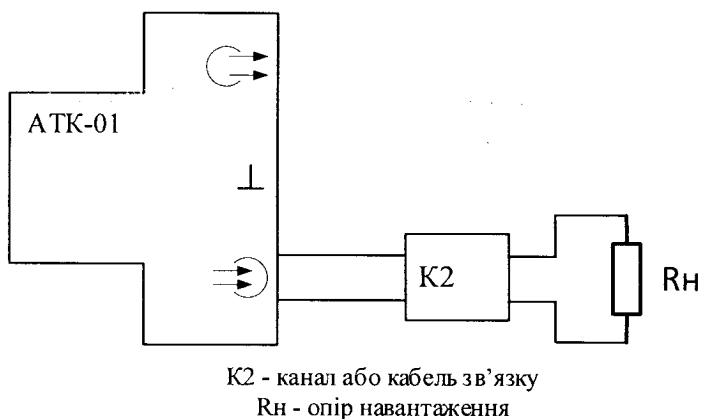 АТК-01
К2
Rн
К2 - канал або кабель зв’язку
Rн - опір навантаження